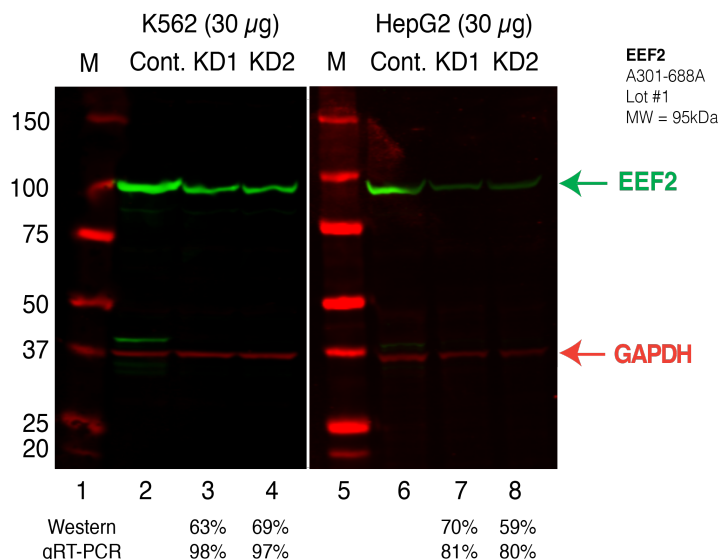 K562 (30 µg) HepG2 (30 µg)
M Cont. KD1 KD2 M Cont. KD1 KD2
EEF2
A301-688A
Lot #1
MW = 95kDa
150
100
EEF2
75
50
37
GAPDH
25
20
1 2 3 4 5 6 7 8
Western 63% 69% 70% 59%
qRT-PCR 98% 97% 81% 80%